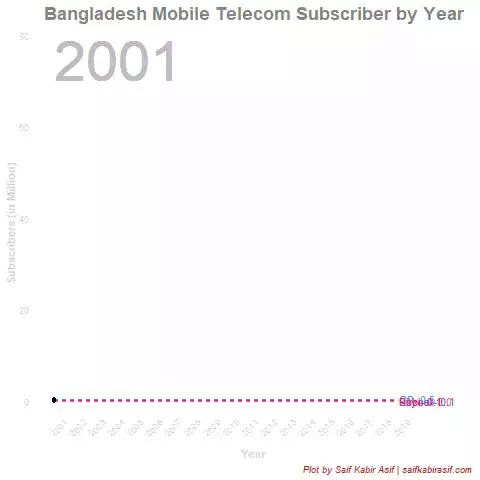 Bangladesh Mobile Telecom Subscriber by Year
2001
80
60
40
20
0
Subscribers (in Million)
2001 2002 2003 2004 2005 2006 2007 2008 2009 2010 2011 2012 2013 2014 2015 2016 2017 2018 2019
Year
Plot by Saif Kabir Asif | saifkabirasif.com